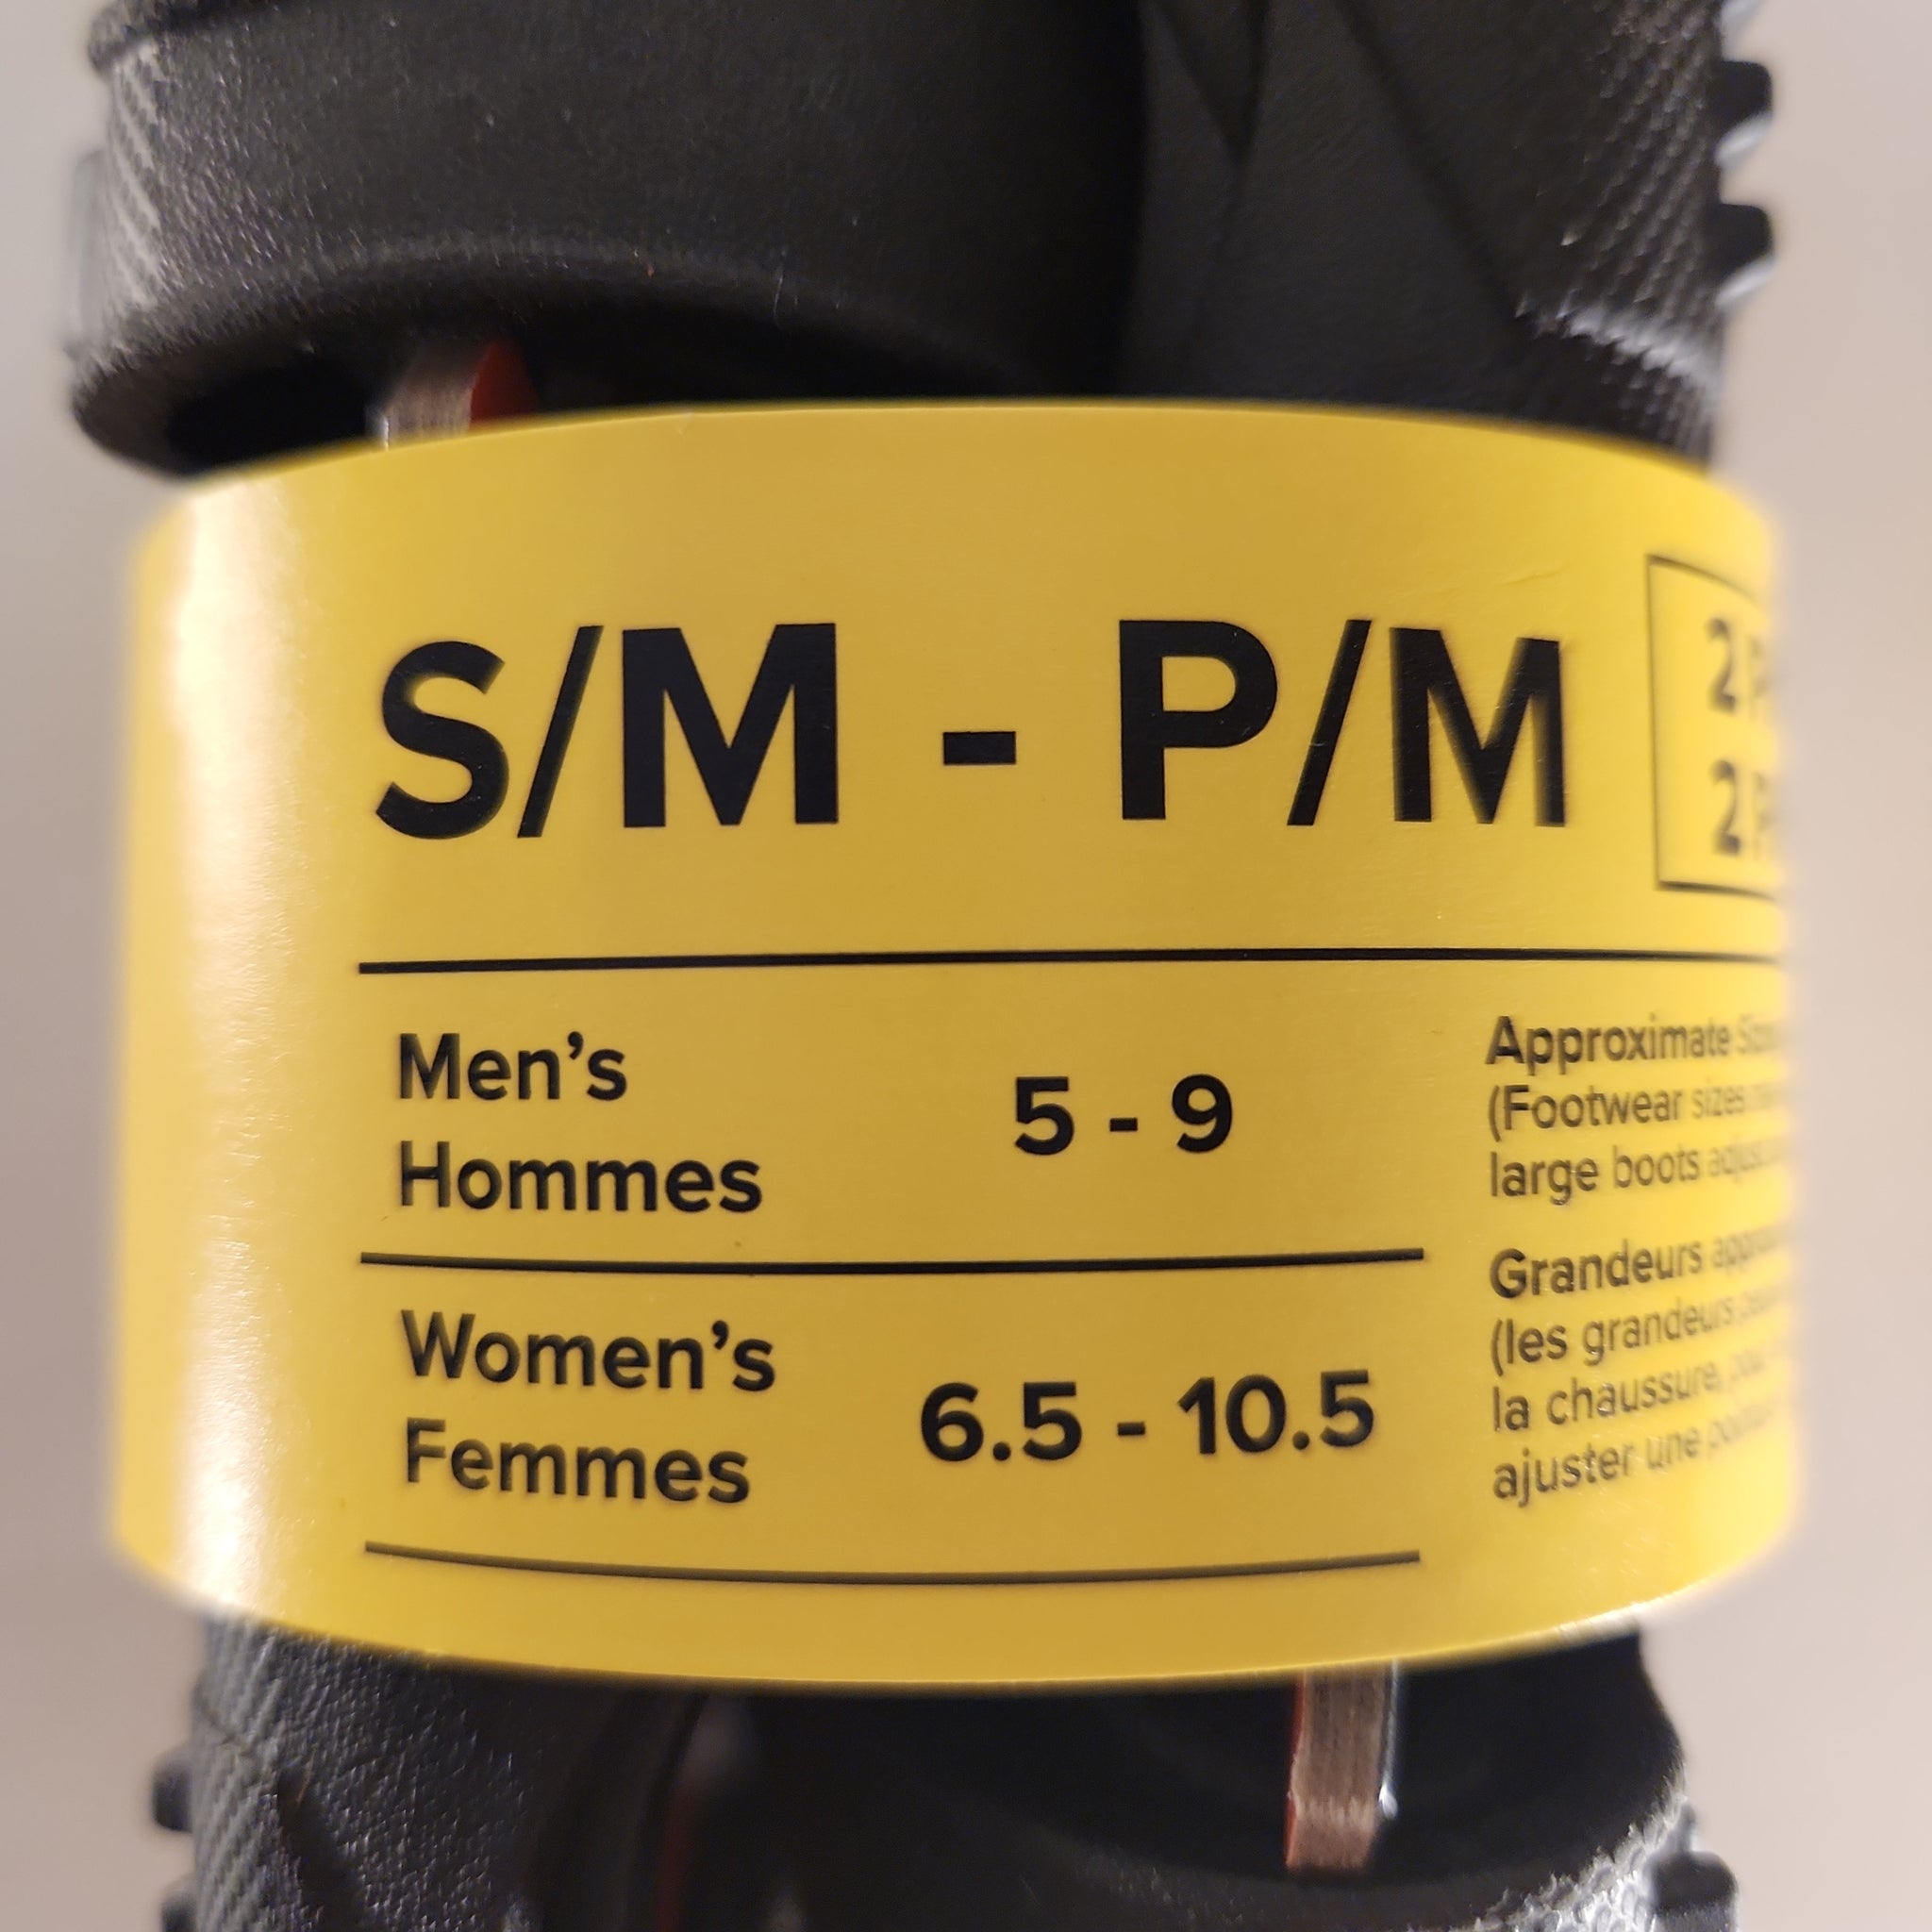 S/M - P/M
2
2
Men's
Hommes
5 - 9
Women's
Femmes
6.5 - 10.5
Approximate
(Footwear sizes
large boots
Grandeurs
(les grandeurs
la chaussure,
ajuster une